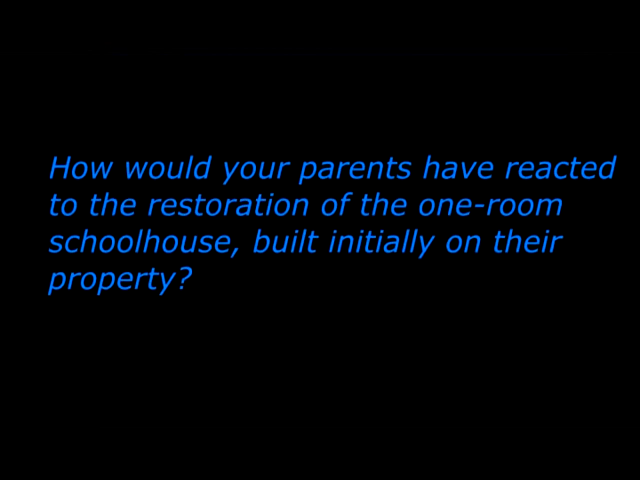 How would your parents have reacted
to the restoration of the one-room
schoolhouse, built initially on their
property?